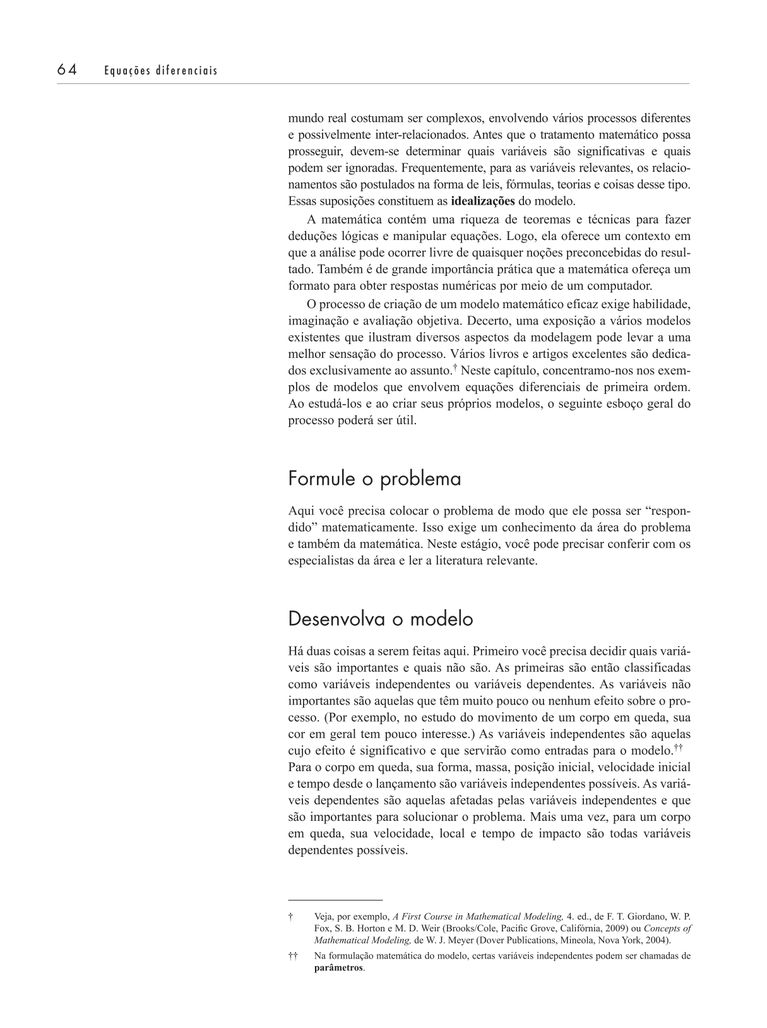 64 Equações diferenciais
mundo real costumam ser complexos, envolvendo vários processos diferentes
e possivelmente inter-relacionados. Antes que o tratamento matemático possa
prosseguir, devem-se determinar quais variáveis são significativas e quais
podem ser ignoradas. Frequentemente, para as variáveis relevantes, os relacio-
namentos são postulados na forma de leis, fórmulas, teorias e coisas desse tipo.
Essas suposições constituem as idealizações do modelo.
A matemática contém uma riqueza de teoremas e técnicas para fazer
deduções lógicas e manipular equações. Logo, ela oferece um contexto em
que a análise pode ocorrer livre de quaisquer noções preconcebidas do resul-
tado. Também é de grande importância prática que a matemática ofereça um
formato para obter respostas numéricas por meio de um computador.
O processo de criação de um modelo matemático eficaz exige habilidade,
imaginação e avaliação objetiva. Decerto, uma exposição a vários modelos
existentes que ilustram diversos aspectos da modelagem pode levar a uma
melhor sensação do processo. Vários livros e artigos excelentes são dedica-
dos exclusivamente ao assunto.† Neste capítulo, concentramo-nos nos exem-
plos de modelos que envolvem equações diferenciais de primeira ordem.
Ao estudá-los e ao criar seus próprios modelos, o seguinte esboço geral do
processo poderá ser útil.
Formule o problema
Aqui você precisa colocar o problema de modo que ele possa ser “respon-
dido” matematicamente. Isso exige um conhecimento da área do problema
e também da matemática. Neste estágio, você pode precisar conferir com os
especialistas da área e ler a literatura relevante.
Desenvolva o modelo
Há duas coisas a serem feitas aqui. Primeiro você precisa decidir quais variá-
veis são importantes e quais não são. As primeiras são então classificadas
como variáveis independentes ou variáveis dependentes. As variáveis não
importantes são aquelas que têm muito pouco ou nenhum efeito sobre o pro-
cesso. (Por exemplo, no estudo do movimento de um corpo em queda, sua
cor em geral tem pouco interesse.) As variáveis independentes são aquelas
cujo efeito é significativo e que servirão como entradas para o modelo.††
Para o corpo em queda, sua forma, massa, posição inicial, velocidade inicial
e tempo desde o lançamento são variáveis independentes possíveis. As variá-
veis dependentes são aquelas afetadas pelas variáveis independentes e que
são importantes para solucionar o problema. Mais uma vez, para um corpo
em queda, sua velocidade, local e tempo de impacto são todas variáveis
dependentes possíveis.
† Veja, por exemplo, A First Course in Mathematical Modeling, 4. ed., de F. T. Giordano, W. P.
Fox, S. B. Horton e M. D. Weir (Brooks/Cole, Pacific Grove, Califórnia, 2009) ou Concepts of
Mathematical Modeling, de W. J. Meyer (Dover Publications, Mineola, Nova York, 2004).
†† Na formulação matemática do modelo, certas variáveis independentes podem ser chamadas de
parâmetros.